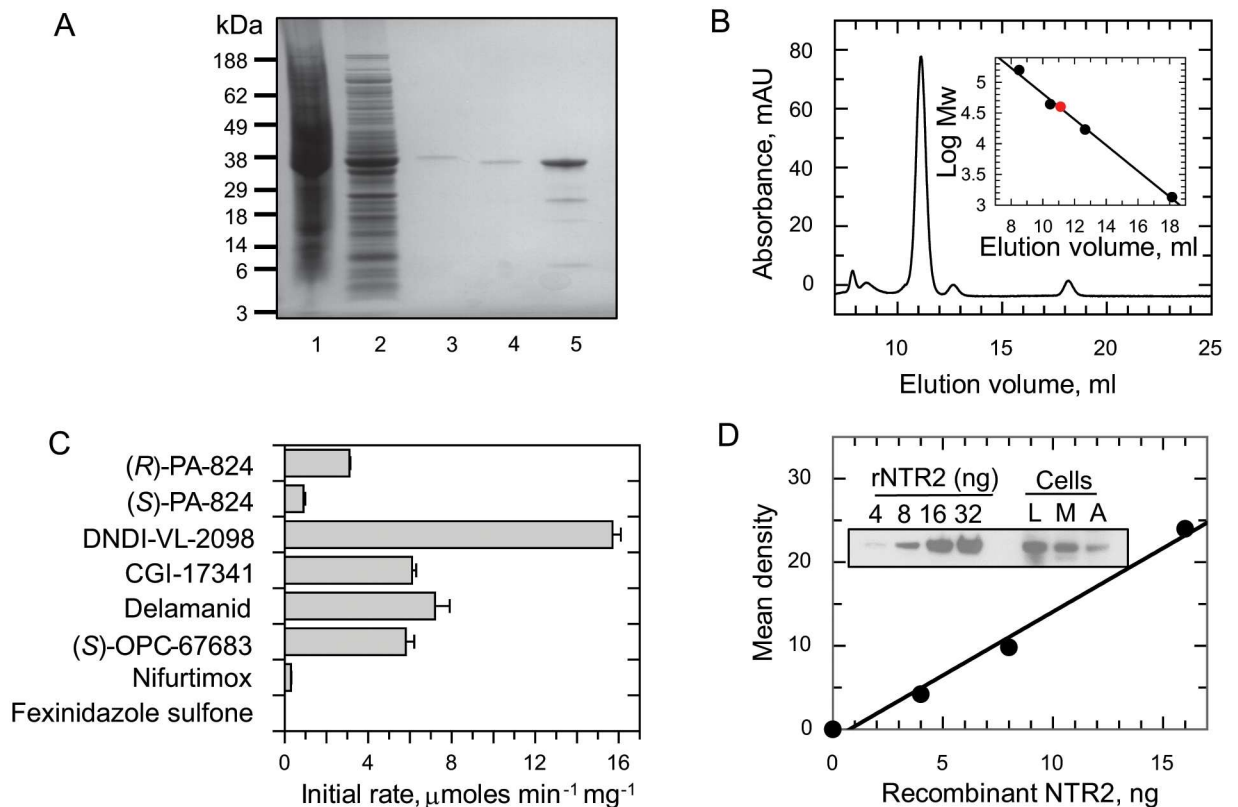 A
kDa
188
62
49
38
29
18
14
6
3
1 2 3 4 5
B
Absorbance, mAU
80
60
40
20
0
10 15 20 25
Elution volume, ml
Log Mw
5
4.5
4
3.5
3
8 10 12 14 16 18
Elution volume, ml
C
(R)-PA-824
(S)-PA-824
DNDI-VL-2098
CGI-17341
Delamanid
(S)-OPC-67683
Nifurtimox
Fexinidazole sulfone
0 4 8 12 16
Initial rate, μmoles min⁻¹ mg⁻¹
D
Mean density
30
20
10
0
rNTR2 (ng) Cells
4 8 16 32 L M A
0 5 10 15
Recombinant NTR2, ng